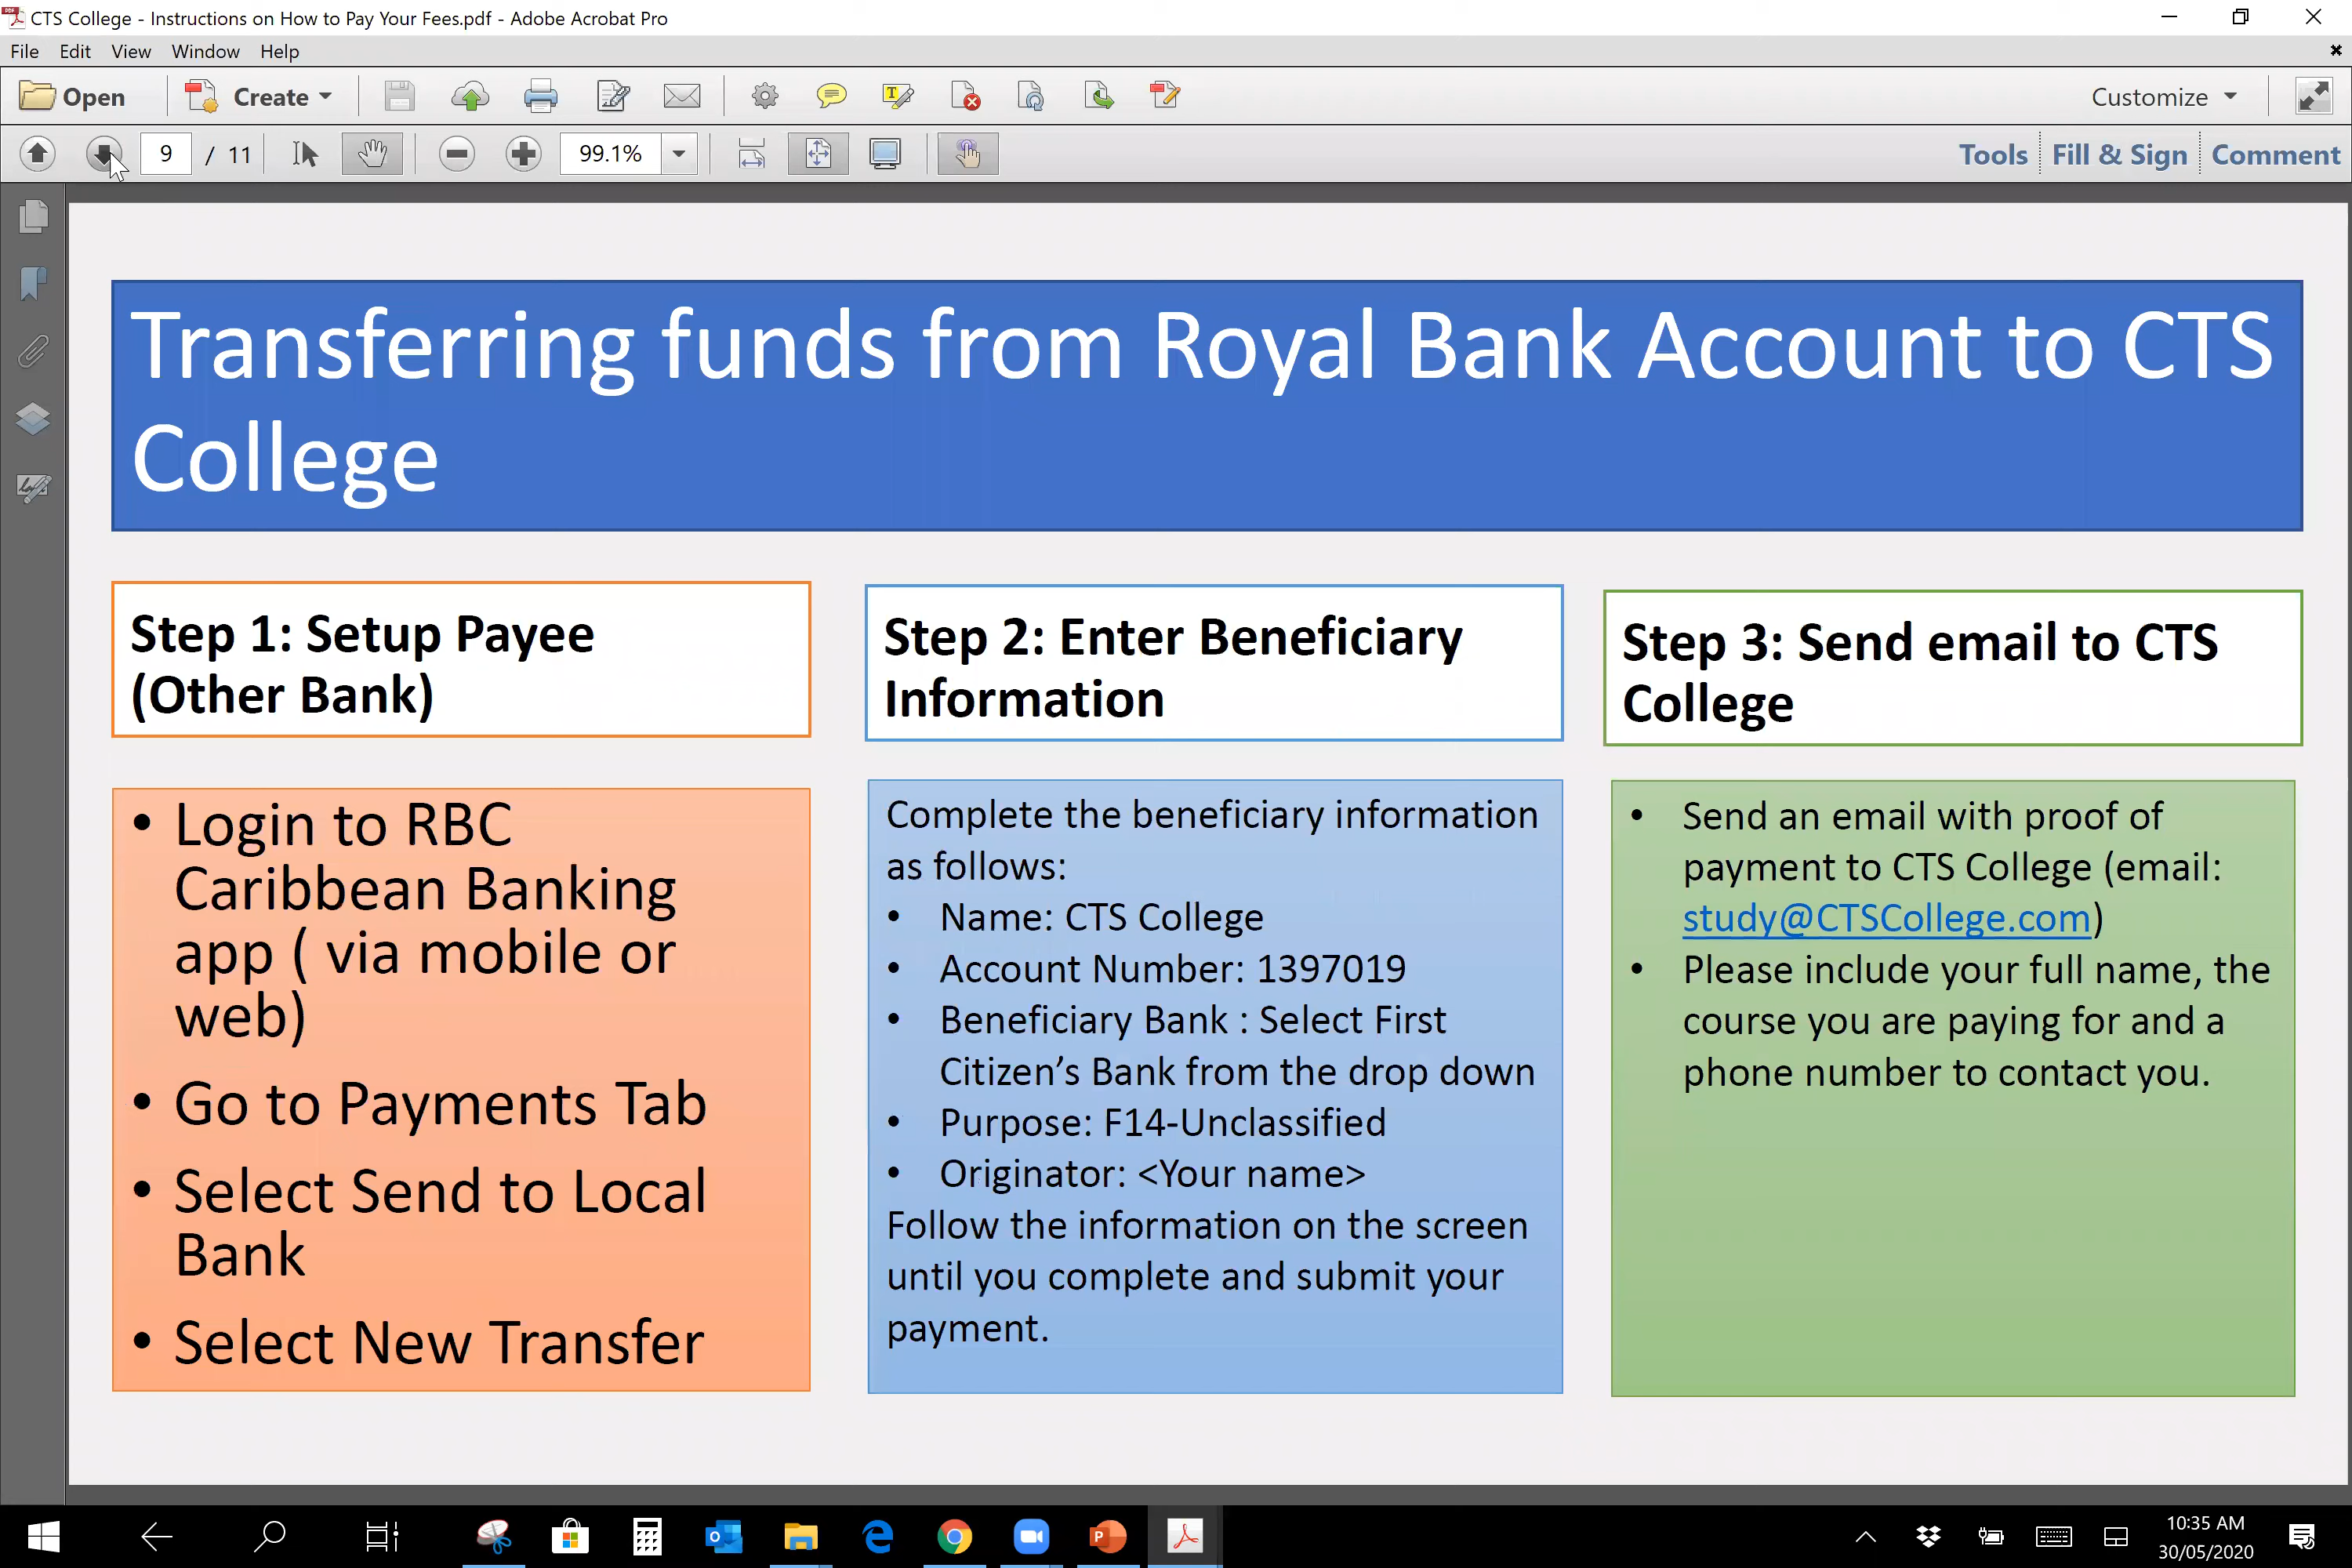 CTS College - Instructions on How to Pay Your Fees.pdf - Adobe Acrobat Pro
File Edit View Window Help
Open Create Customize
9 / 11 99.1% Tools Fill & Sign Comment
Transferring funds from Royal Bank Account to CTS
College
Step 1: Setup Payee
(Other Bank)
• Login to RBC
Caribbean Banking
app ( via mobile or
web)
• Go to Payments Tab
• Select Send to Local
Bank
• Select New Transfer
Step 2: Enter Beneficiary
Information
Complete the beneficiary information
as follows:
• Name: CTS College
• Account Number: 1397019
• Beneficiary Bank : Select First
Citizen’s Bank from the drop down
• Purpose: F14-Unclassified
• Originator: <Your name>
Follow the information on the screen
until you complete and submit your
payment.
Step 3: Send email to CTS
College
• Send an email with proof of
payment to CTS College (email:
study@CTSCollege.com)
• Please include your full name, the
course you are paying for and a
phone number to contact you.
10:35 AM
30/05/2020